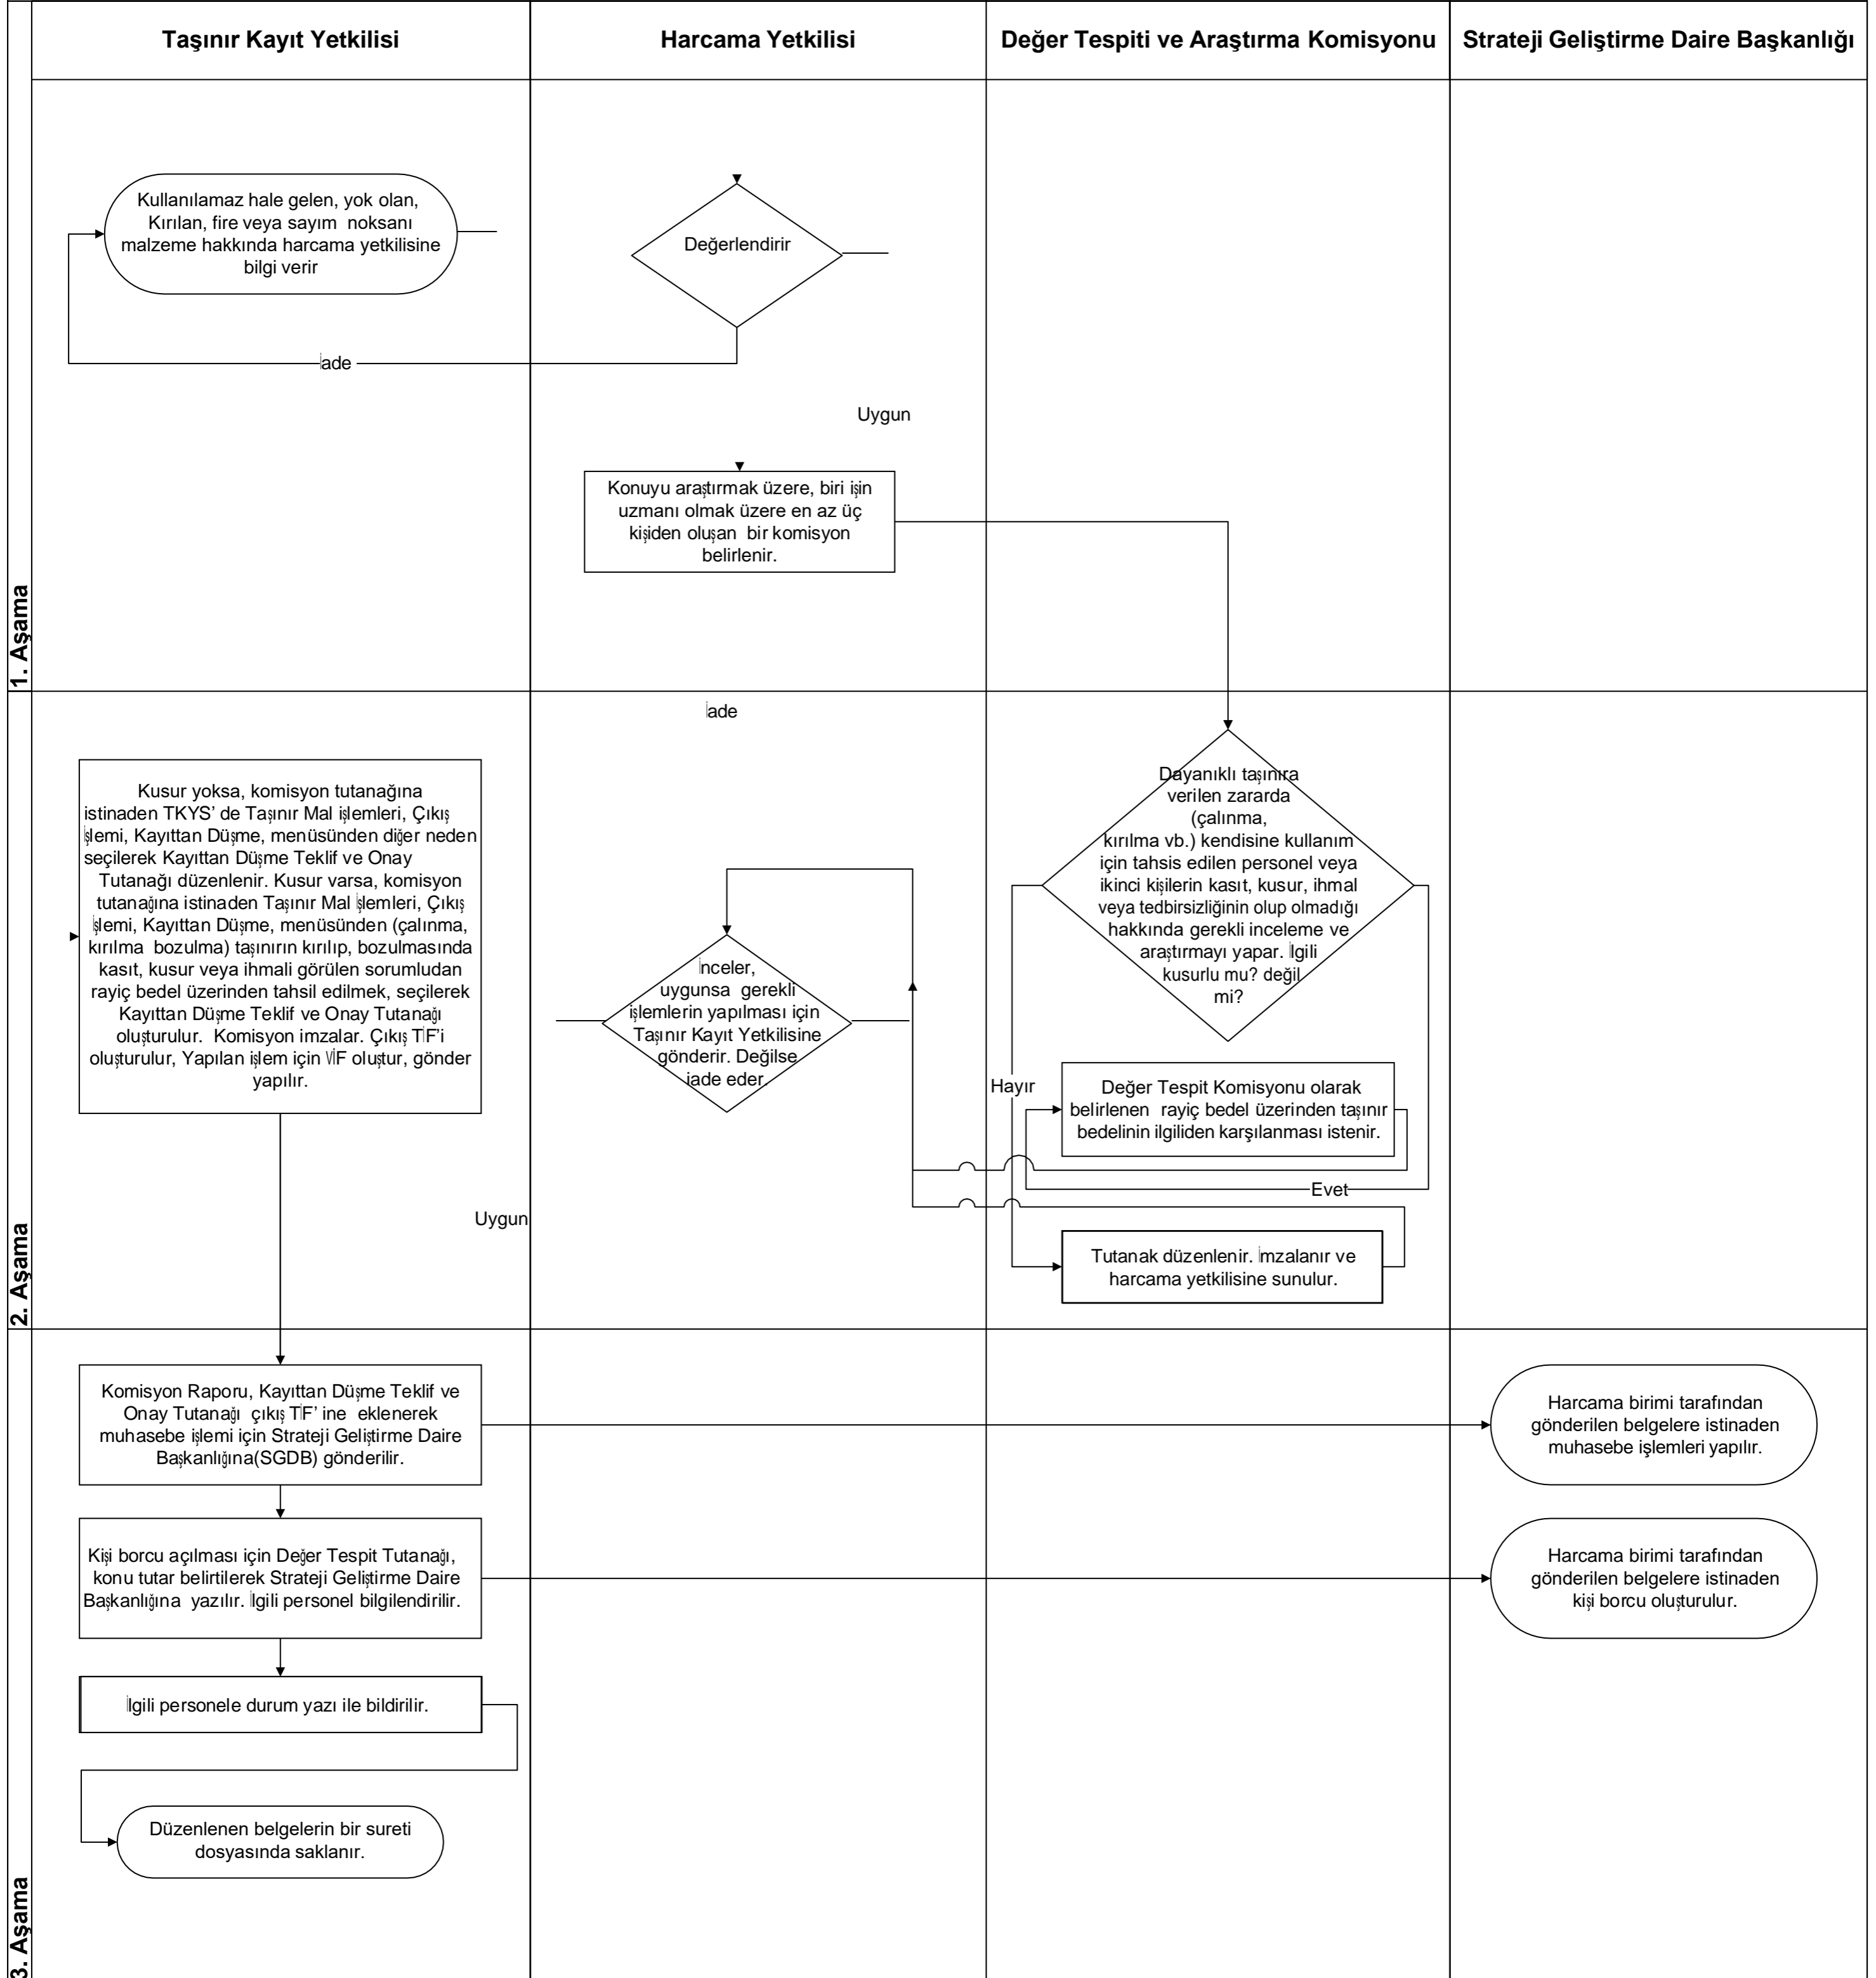 Taşınır Kayıt Yetkilisi
Harcama Yetkilisi
Değer Tespiti ve Araştırma Komisyonu
Strateji Geliştirme Daire Başkanlığı
1. Aşama
Kullanılamaz hale gelen, yok olan,
Kırılan, fire veya sayım noksanı
malzeme hakkında harcama yetkilisine
bilgi verir
Değerlendirir
İade
Uygun
Konuyu araştırmak üzere, biri işin
uzmanı olmak üzere en az üç
kişiden oluşan bir komisyon
belirlenir.
2. Aşama
İade
Kusur yoksa, komisyon tutanağına
istinaden TKYS' de Taşınır Mal işlemleri, Çıkış
İşlemi, Kayıttan Düşme, menüsünden diğer neden
seçilerek Kayıttan Düşme Teklif ve Onay
Tutanağı düzenlenir. Kusur varsa, komisyon
tutanağına istinaden Taşınır Mal İşlemleri, Çıkış
İşlemi, Kayıttan Düşme, menüsünden (çalınma,
kırılma bozulma) taşınırın kırılıp, bozulmasında
kasıt, kusur veya ihmali görülen sorumludan
rayiç bedel üzerinden tahsil edilmek, seçilerek
Kayıttan Düşme Teklif ve Onay Tutanağı
oluşturulur. Komisyon imzalar. Çıkış TİF'i
oluşturulur, Yapılan işlem için VİF oluştur, gönder
yapılır.
İnceler,
uygunsa gerekli
işlemlerin yapılması için
Taşınır Kayıt Yetkilisine
gönderir. Değilse
iade eder.
Dayanıklı taşınıra
verilen zararda
(çalınma,
kırılma vb.) kendisine kullanım
için tahsis edilen personel veya
ikinci kişilerin kasıt, kusur, ihmal
veya tedbirsizliğinin olup olmadığı
hakkında gerekli inceleme ve
araştırmayı yapar. İlgili
kusurlu mu? değil
mi?
Hayır
Değer Tespit Komisyonu olarak
belirlenen rayiç bedel üzerinden taşınır
bedelinin ilgiliden karşılanması istenir.
Evet
Uygun
Tutanak düzenlenir. İmzalanır ve
harcama yetkilisine sunulur.
3. Aşama
Komisyon Raporu, Kayıttan Düşme Teklif ve
Onay Tutanağı çıkış TİF' ine eklenerek
muhasebe işlemi için Strateji Geliştirme Daire
Başkanlığına(SGDB) gönderilir.
Harcama birimi tarafından
gönderilen belgelere istinaden
muhasebe işlemleri yapılır.
Kişi borcu açılması için Değer Tespit Tutanağı,
konu tutar belirtilerek Strateji Geliştirme Daire
Başkanlığına yazılır. İlgili personel bilgilendirilir.
Harcama birimi tarafından
gönderilen belgelere istinaden
kişi borcu oluşturulur.
İlgili personele durum yazı ile bildirilir.
Düzenlenen belgelerin bir sureti
dosyasında saklanır.